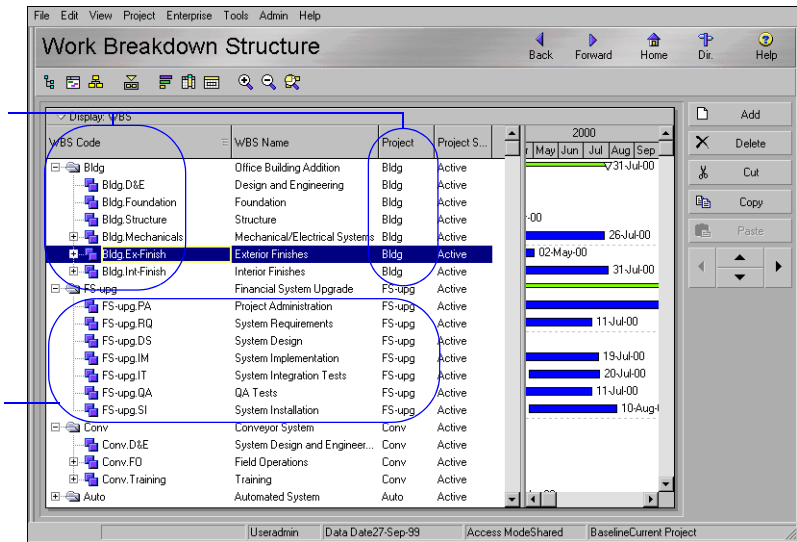 File Edit View Project Enterprise Tools Admin Help
Work Breakdown Structure
Back Forward Home Dir. Help
Display: WBS
WBS Code WBS Name Project Project S...
2000
r May Jun Jul Aug Sep
Bldg Office Building Addition Bldg Active 31-Jul-00
Bldg.D&E Design and Engineering Bldg Active
Bldg.Foundation Foundation Bldg Active
Bldg.Structure Structure Bldg Active -00
Bldg.Mechanicals Mechanical/Electrical Systems Bldg Active 26-Jul-00
Bldg.Ex-Finish Exterior Finishes Bldg Active 02-May-00
Bldg.Int-Finish Interior Finishes Bldg Active 31-Jul-00
FS-upg Financial System Upgrade FS-upg Active
FS-upg.PA Project Administration FS-upg Active
FS-upg.RQ System Requirements FS-upg Active 11-Jul-00
FS-upg.DS System Design FS-upg Active
FS-upg.IM System Implementation FS-upg Active 19-Jul-00
FS-upg.IT System Integration Tests FS-upg Active 20-Jul-00
FS-upg.QA QA Tests FS-upg Active 11-Jul-00
FS-upg.SI System Installation FS-upg Active 10-Aug-
Conv Conveyor System Conv Active
Conv.D&E System Design and Engineer... Conv Active
Conv.FO Field Operations Conv Active
Conv.Training Training Conv Active
Auto Automated System Auto Active
Add
Delete
Cut
Copy
Paste
Useradmin Data Date27-Sep-99 Access ModeShared BaselineCurrent Project